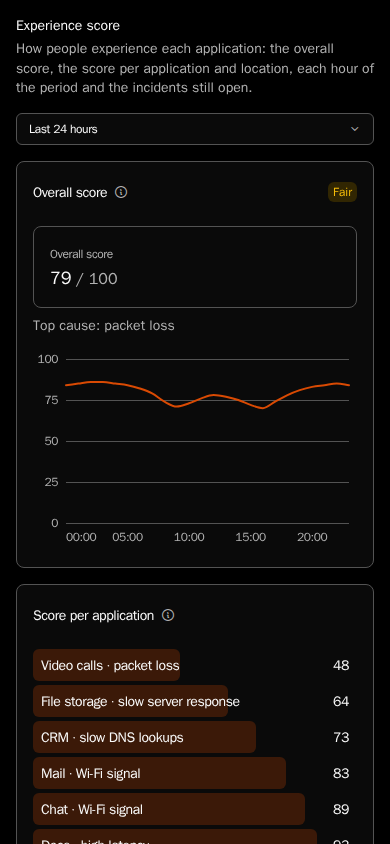 Experience score
How people experience each application: the overall
score, the score per application and location, each hour of
the period and the incidents still open.
Last 24 hours
Overall score
Fair
Overall score
79 / 100
Top cause: packet loss
100
75
50
25
0
00:00 05:00 10:00 15:00 20:00
Score per application
Video calls · packet loss 48
File storage · slow server response 64
CRM · slow DNS lookups 73
Mail · Wi-Fi signal 83
Chat · Wi-Fi signal 89
Docs · high latency 93